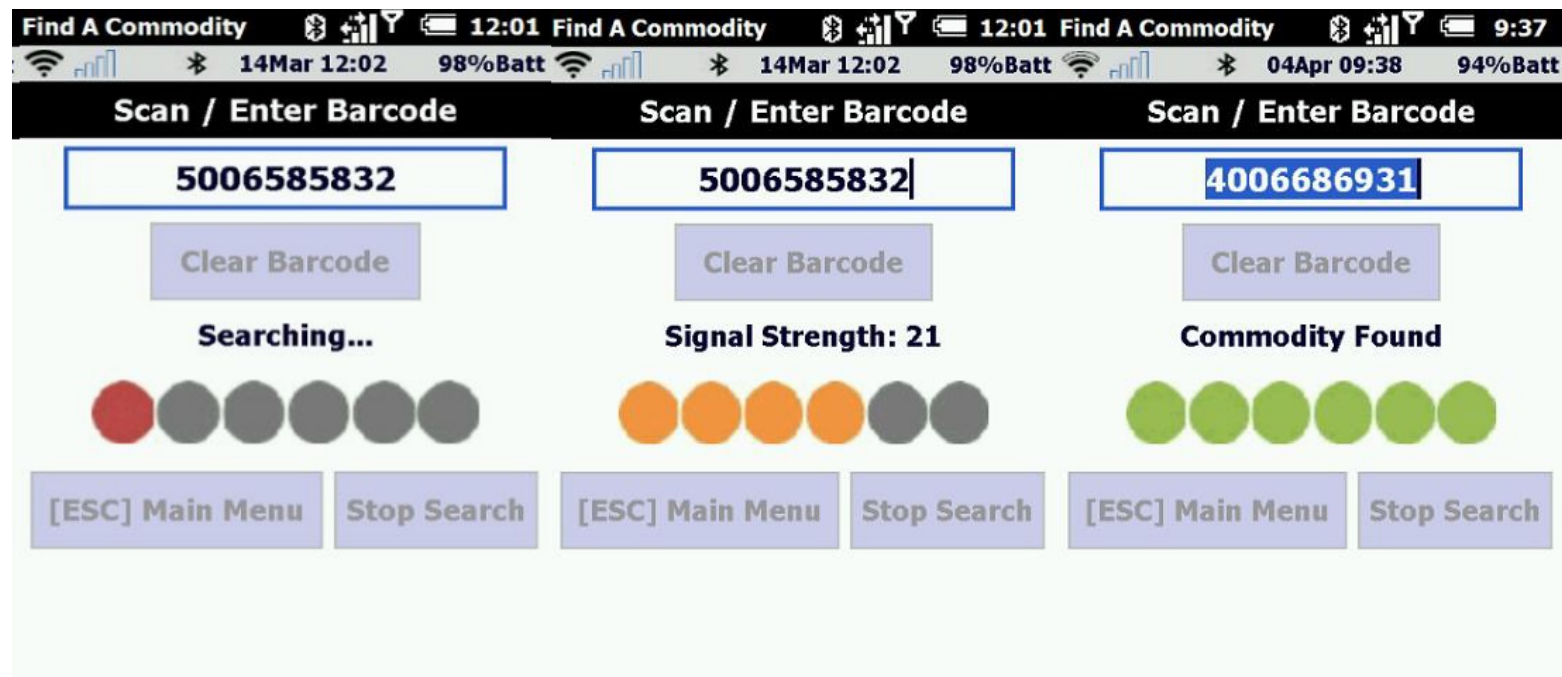 Find A Commodity 12:01
14Mar 12:02 98%Batt
Scan / Enter Barcode
5006585832
Clear Barcode
Searching...
[ESC] Main Menu Stop Search
Find A Commodity 12:01
14Mar 12:02 98%Batt
Scan / Enter Barcode
5006585832
Clear Barcode
Signal Strength: 21
[ESC] Main Menu Stop Search
Find A Commodity 9:37
04Apr 09:38 94%Batt
Scan / Enter Barcode
4006686931
Clear Barcode
Commodity Found
[ESC] Main Menu Stop Search